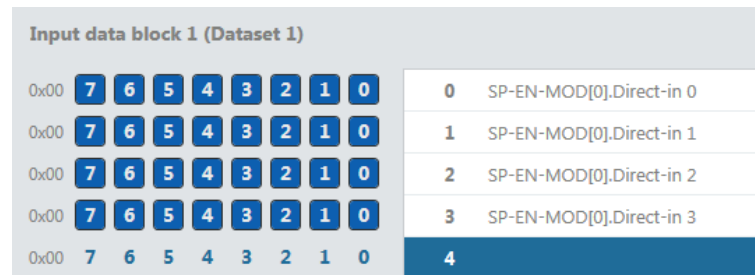 Input data block 1 (Dataset 1)
0x00 7 6 5 4 3 2 1 0 0 SP-EN-MOD[0].Direct-in 0
0x00 7 6 5 4 3 2 1 0 1 SP-EN-MOD[0].Direct-in 1
0x00 7 6 5 4 3 2 1 0 2 SP-EN-MOD[0].Direct-in 2
0x00 7 6 5 4 3 2 1 0 3 SP-EN-MOD[0].Direct-in 3
0x00 7 6 5 4 3 2 1 0 4